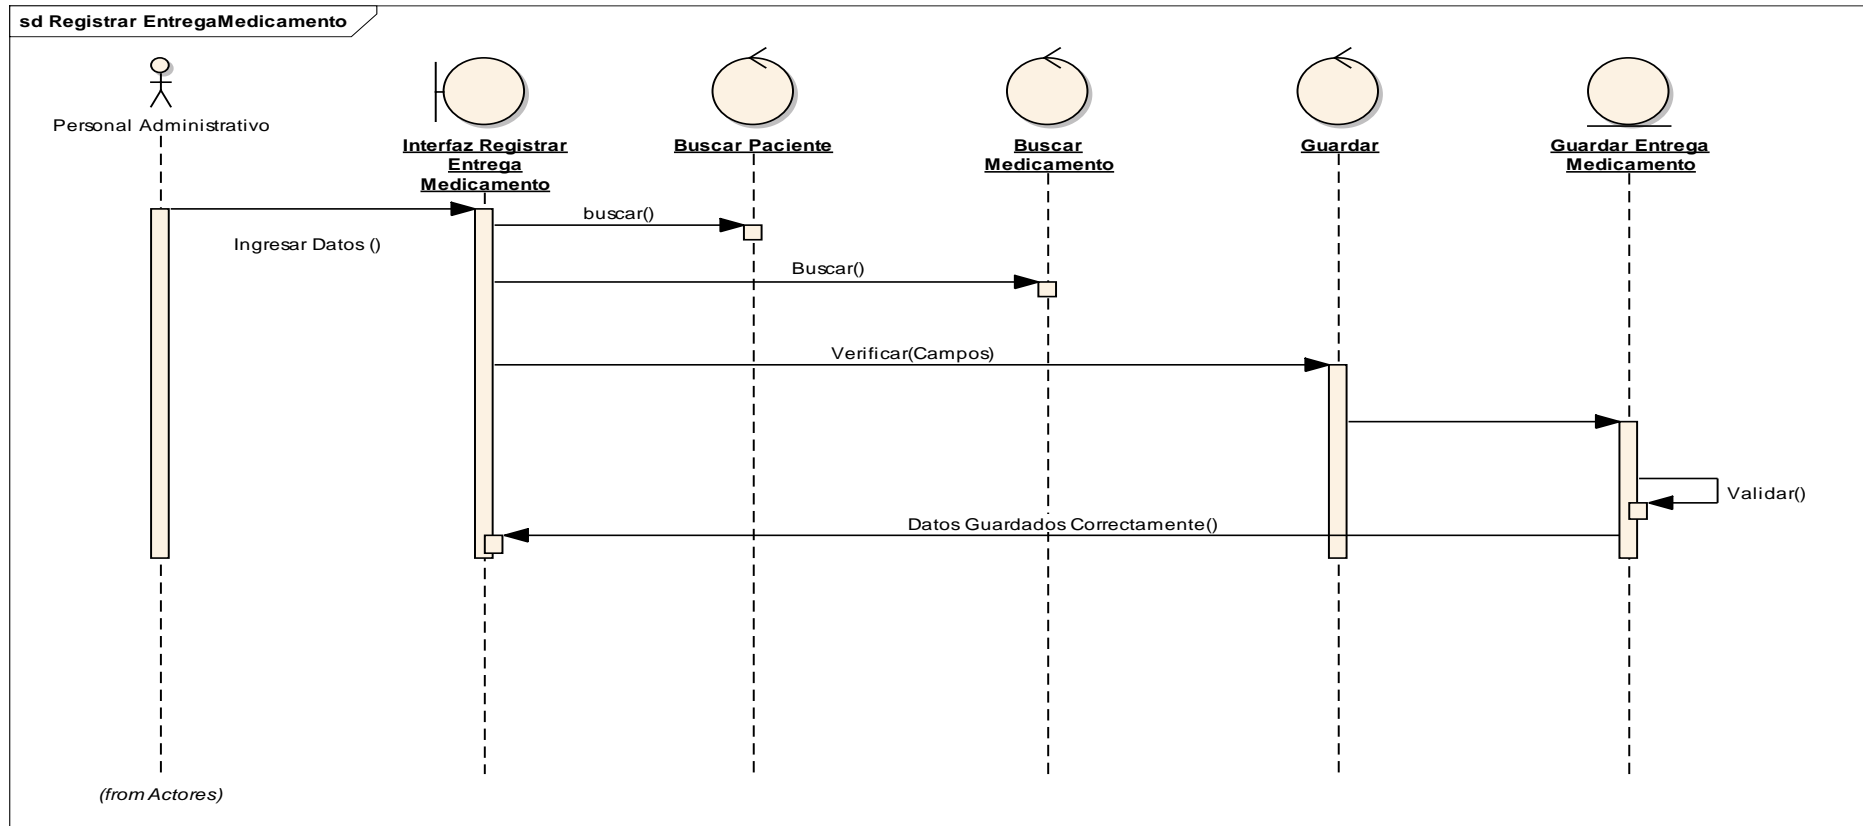 sd Registrar EntregaMedicamento
Personal Administrativo
Interfaz Registrar
Entrega
Medicamento
Buscar Paciente
Buscar
Medicamento
Guardar
Guardar Entrega
Medicamento
buscar()
Ingresar Datos ()
Buscar()
Verificar(Campos)
Validar()
Datos Guardados Correctamente()
(from Actores)